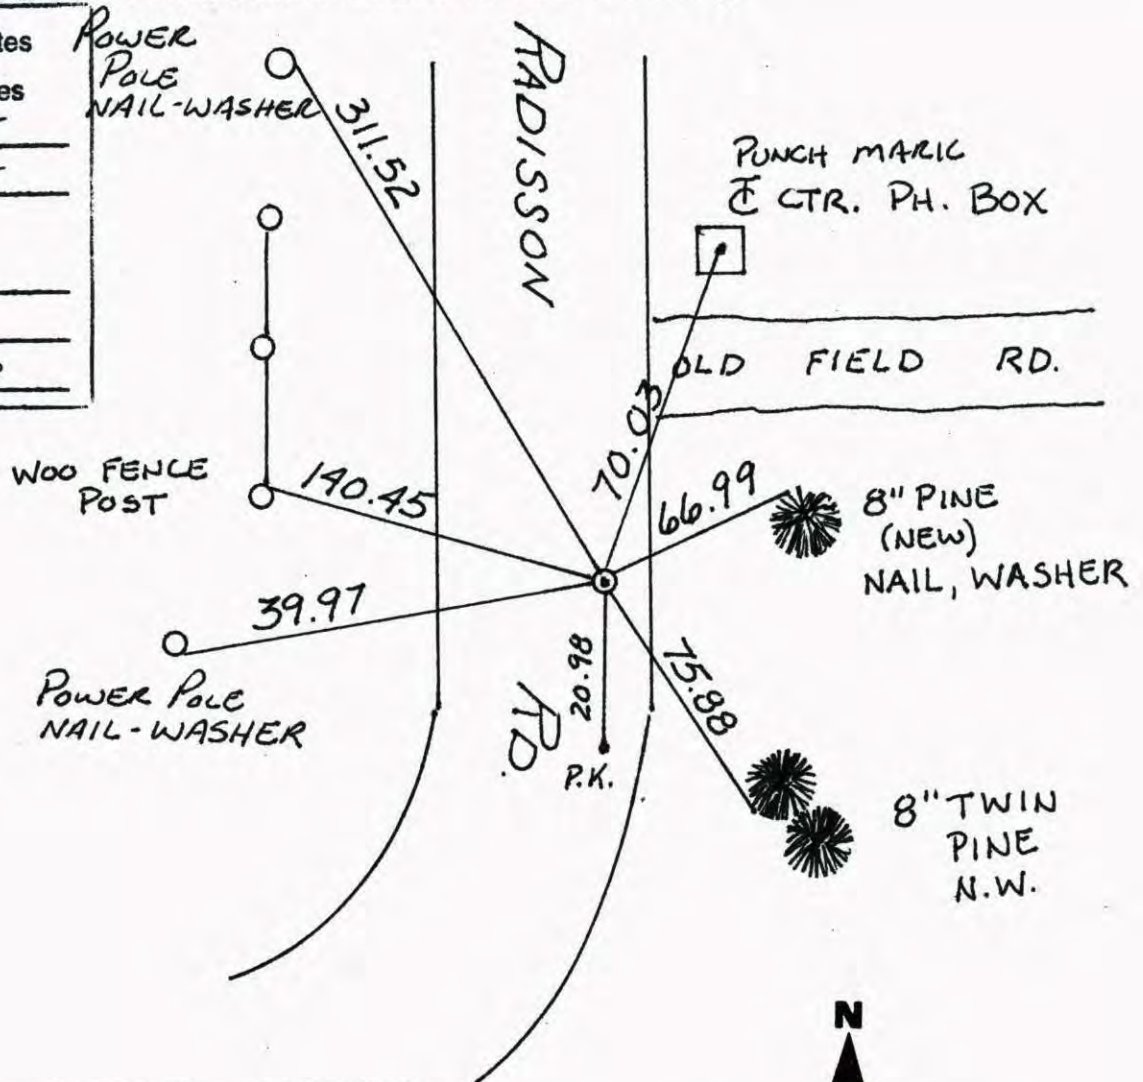 tes
es
POWER
POLE
NAIL-WASHER
311.52
RADISSON
PUNCH MARK
℄ CTR. PH. BOX
OLD FIELD RD.
70.03
WOO FENCE
POST
140.45
66.99
8" PINE
(NEW)
NAIL, WASHER
39.97
POWER POLE
NAIL-WASHER
20.98
RD.
P.K.
75.88
8" TWIN
PINE
N.W.
N